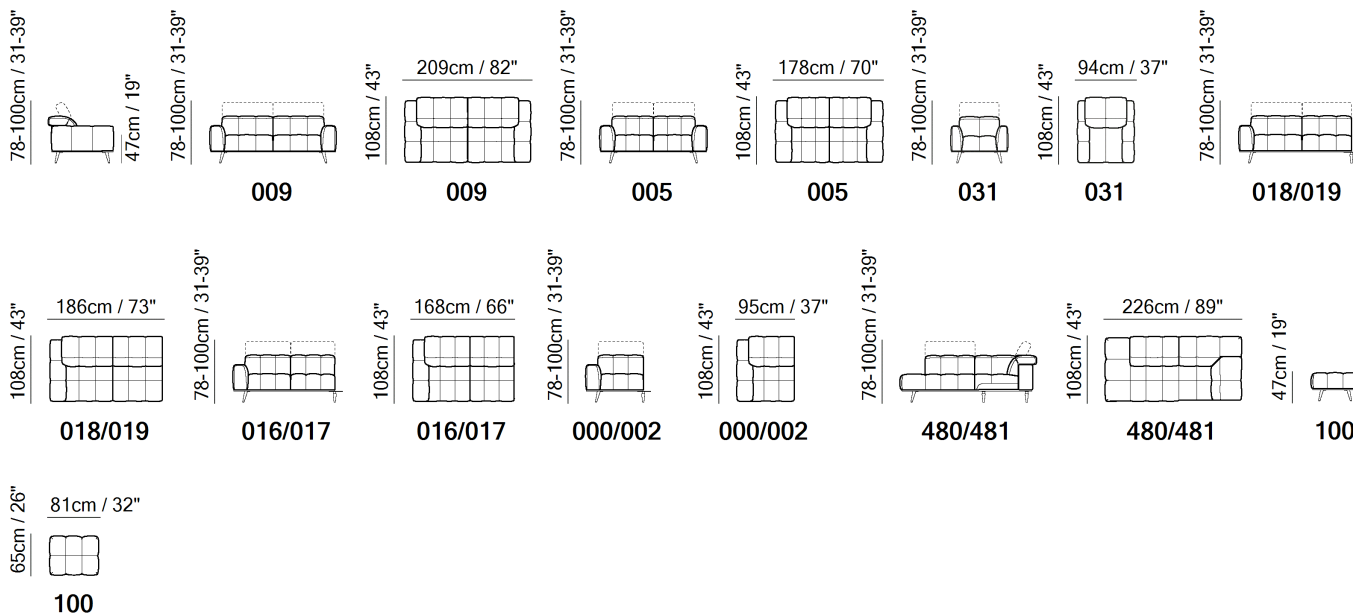 78-100cm / 31-39"
47cm / 19"
78-100cm / 31-39"
009
108cm / 43"
209cm / 82"
009
78-100cm / 31-39"
005
108cm / 43"
178cm / 70"
005
78-100cm / 31-39"
031
108cm / 43"
94cm / 37"
031
78-100cm / 31-39"
018/019
108cm / 43"
186cm / 73"
018/019
78-100cm / 31-39"
016/017
108cm / 43"
168cm / 66"
016/017
78-100cm / 31-39"
000/002
108cm / 43"
95cm / 37"
000/002
78-100cm / 31-39"
480/481
108cm / 43"
226cm / 89"
480/481
47cm / 19"
100
65cm / 26"
81cm / 32"
100